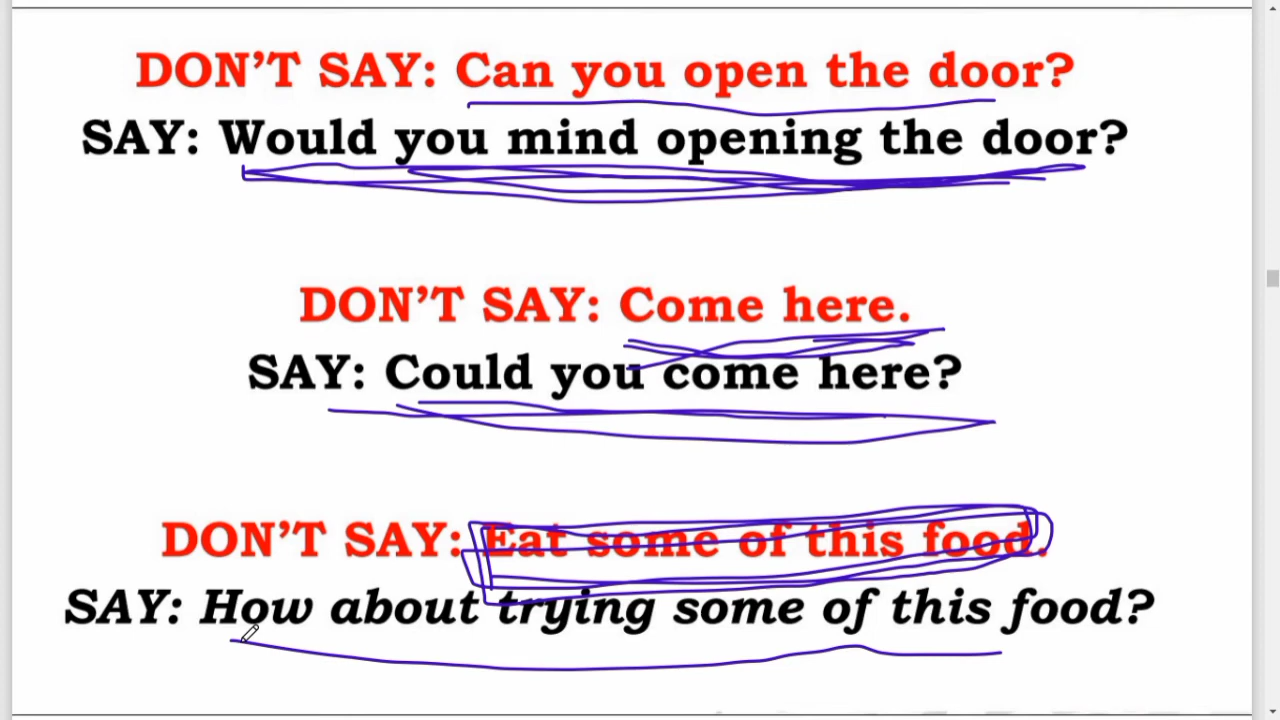 DON'T SAY: Can you open the door?
SAY: Would you mind opening the door?
DON'T SAY: Come here.
SAY: Could you come here?
DON'T SAY: Eat some of this food.
SAY: How about trying some of this food?